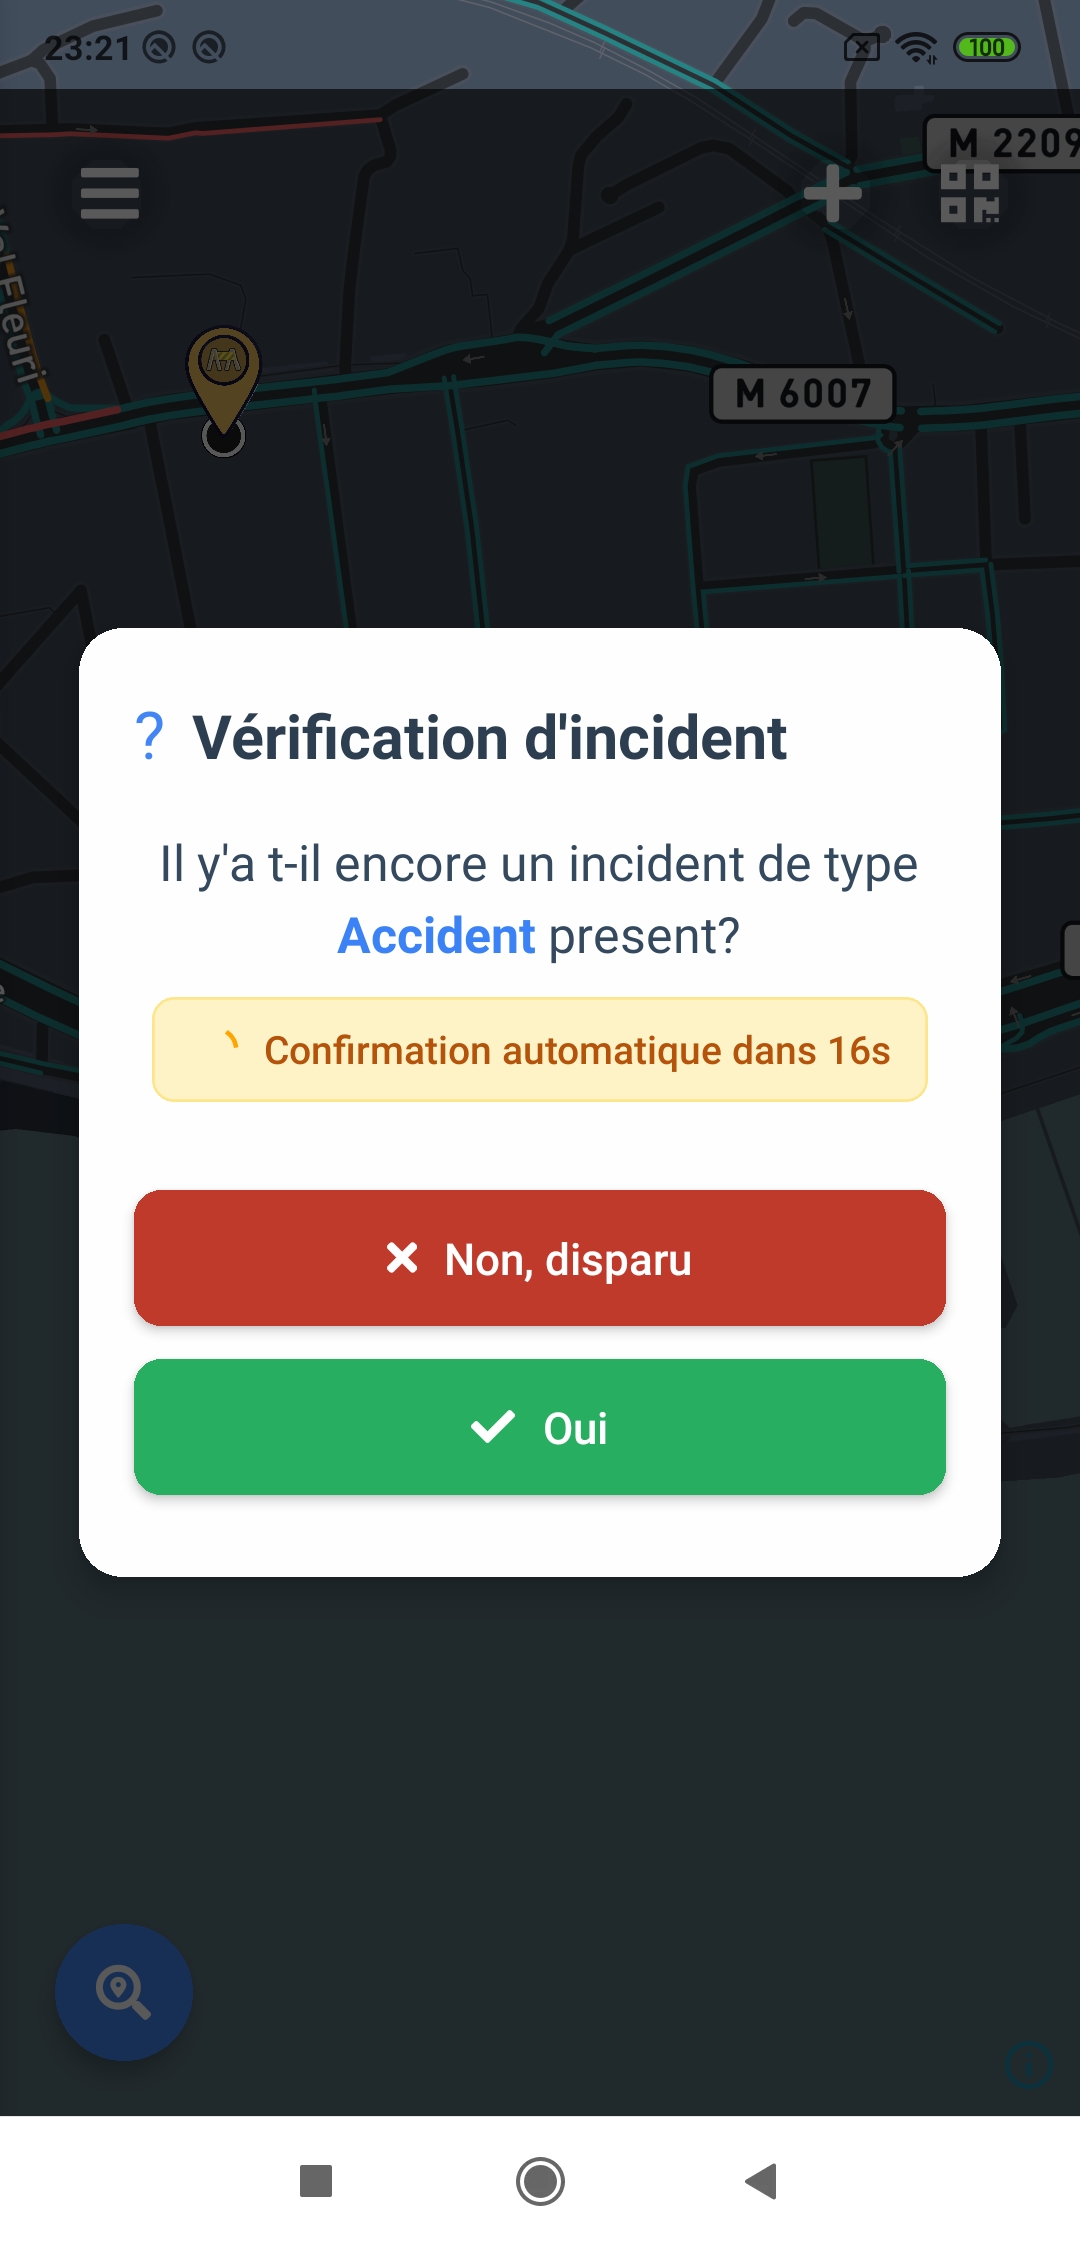 23:21
100
M 2209
Val Fleuri
M 6007
? Vérification d'incident
Il y'a t-il encore un incident de type
Accident present?
Confirmation automatique dans 16s
Non, disparu
Oui